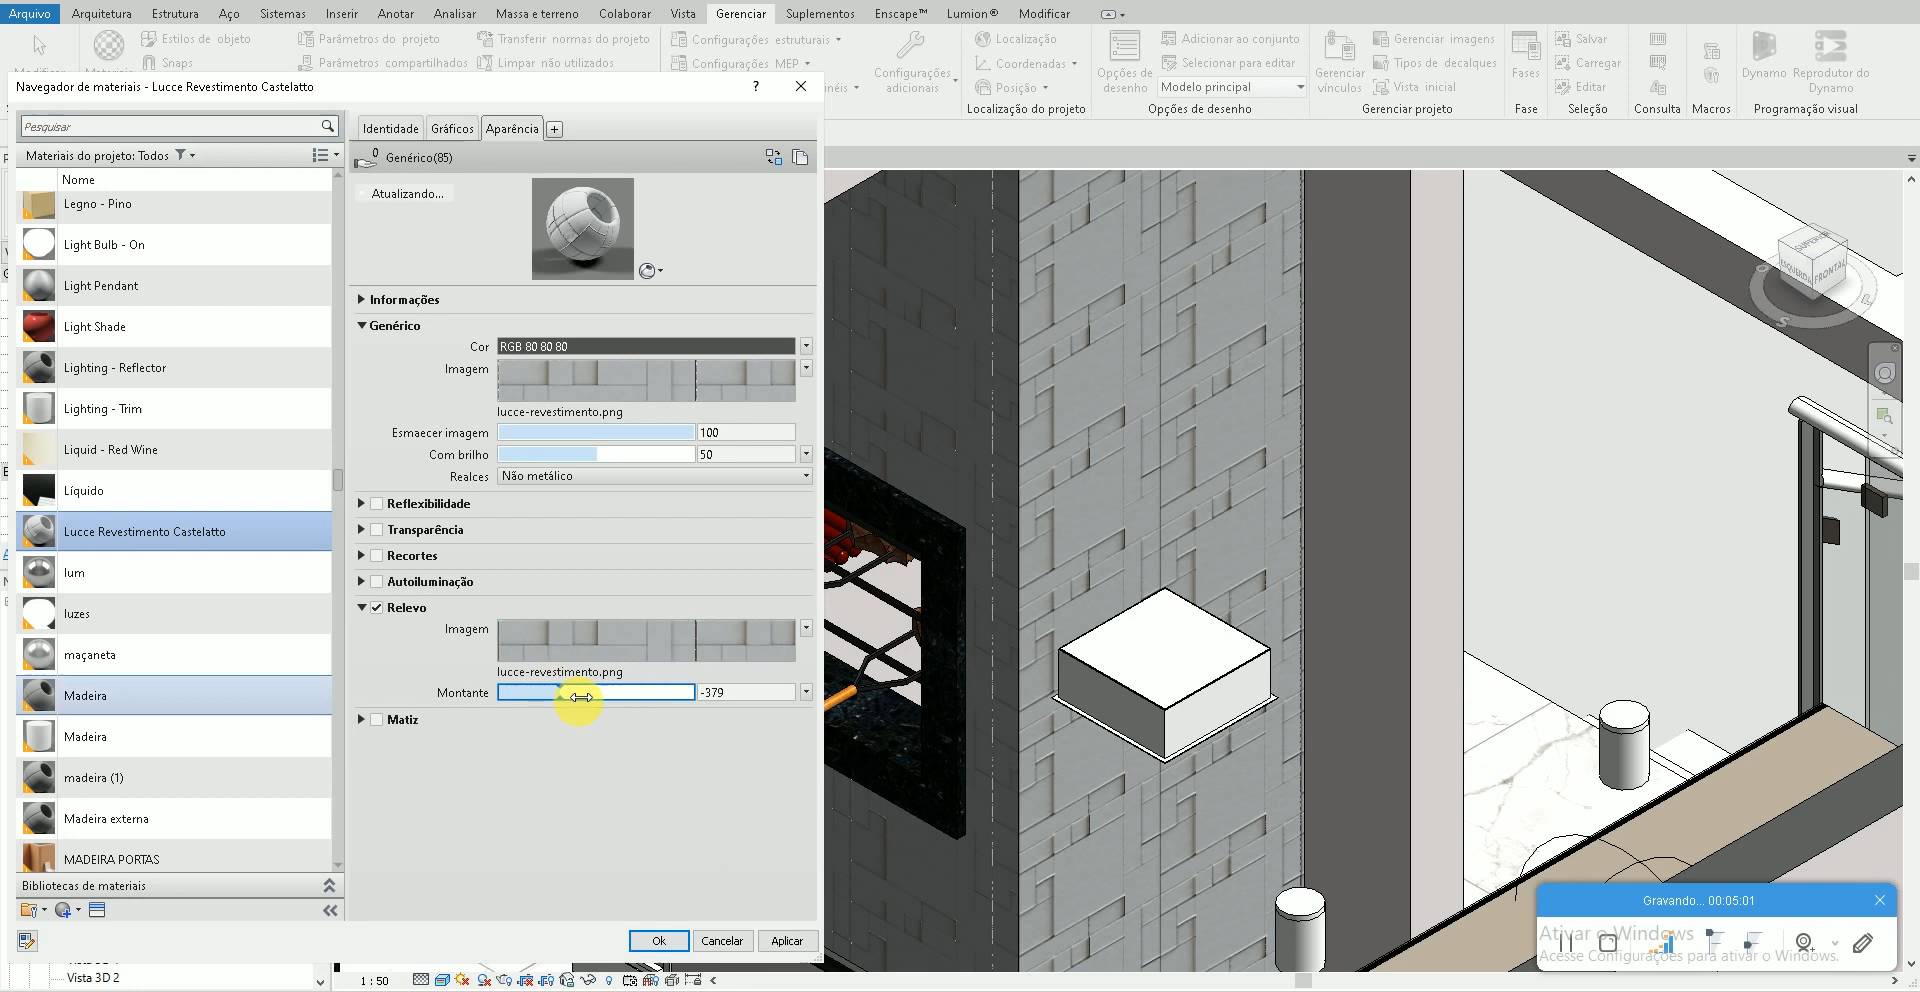 Arquivo Arquitetura Estrutura Aço Sistemas Inserir Anotar Analisar Massa e terreno Colaborar Vista Gerenciar Suplementos Enscape™ Lumion® Modificar
Estilos de objeto Parâmetros do projeto Transferir normas do projeto Configurações estruturais Localização Adicionar ao conjunto Gerenciar imagens Salvar
Snaps Parâmetros compartilhados Limpar não utilizados Configurações MEP Configurações adicionais Coordenadas Opções de desenho Selecionar para editar Gerenciar vínculos Tipos de decalques Fases Carregar Dynamo Reprodutor do Dynamo
Posição Modelo principal Vista inicial Editar
Localização do projeto Opções de desenho Gerenciar projeto Fase Seleção Consulta Macros Programação visual
Navegador de materiais - Lucce Revestimento Castelatto ?
Pesquisar
Materiais do projeto: Todos
Nome
Legno - Pino
Light Bulb - On
Light Pendant
Light Shade
Lighting - Reflector
Lighting - Trim
Liquid - Red Wine
Líquido
Lucce Revestimento Castelatto
lum
luzes
maçaneta
Madeira
Madeira
madeira (1)
Madeira externa
MADEIRA PORTAS
Bibliotecas de materiais
Identidade Gráficos Aparência +
0 Genérico(85)
Atualizando...
Informações
Genérico
Cor RGB 80 80 80
Imagem
lucce-revestimento.png
Esmaecer imagem 100
Com brilho 50
Realces Não metálico
Reflexibilidade
Transparência
Recortes
Autoiluminação
Relevo
Imagem
lucce-revestimento.png
Montante -379
Matiz
Ok Cancelar Aplicar
Vista 3D 2
1 : 50
SUPERIOR
ESQUERDA FRONTAL
S
Gravando... 00:05:01
Ativar o Windows
Acesse Configurações para ativar o Windows.